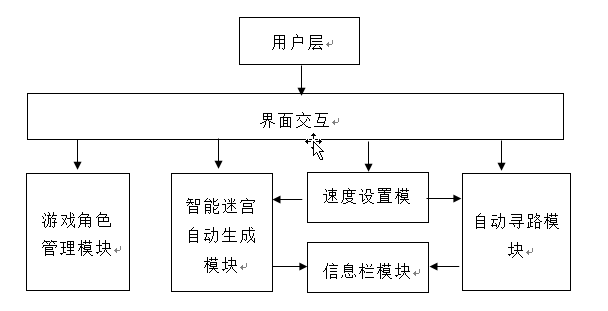 用户层
界面交互
游戏角色
管理模块
智能迷宫
自动生成
模块
速度设置模
自动寻路模
块
信息栏模块